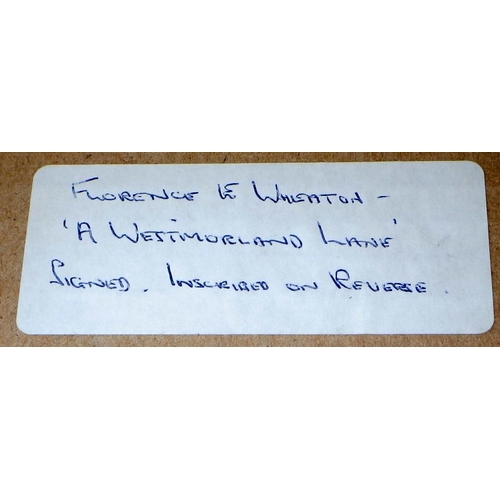 FLORENCE E WHEATON -
'A WESTMORLAND LANE'
SIGNED. INSCRIBED ON REVERSE.